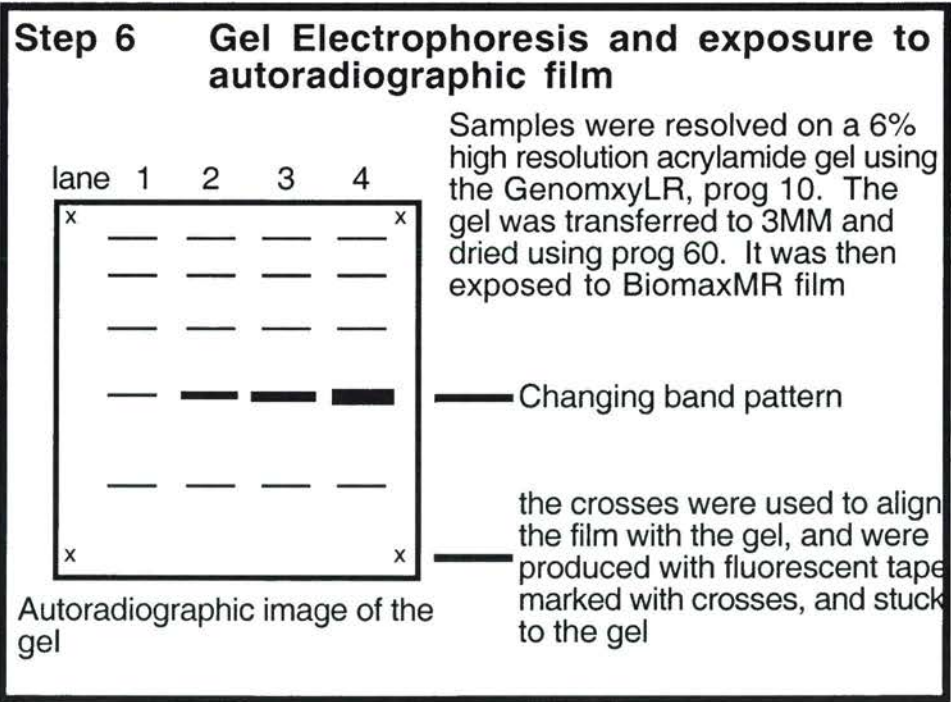 Step 6 Gel Electrophoresis and exposure to
autoradiographic film
Samples were resolved on a 6%
high resolution acrylamide gel using
the GenomxyLR, prog 10. The
gel was transferred to 3MM and
dried using prog 60. It was then
exposed to BiomaxMR film
lane 1 2 3 4
x x
Changing band pattern
x x
the crosses were used to align
the film with the gel, and were
produced with fluorescent tape
marked with crosses, and stuck
to the gel
Autoradiographic image of the
gel